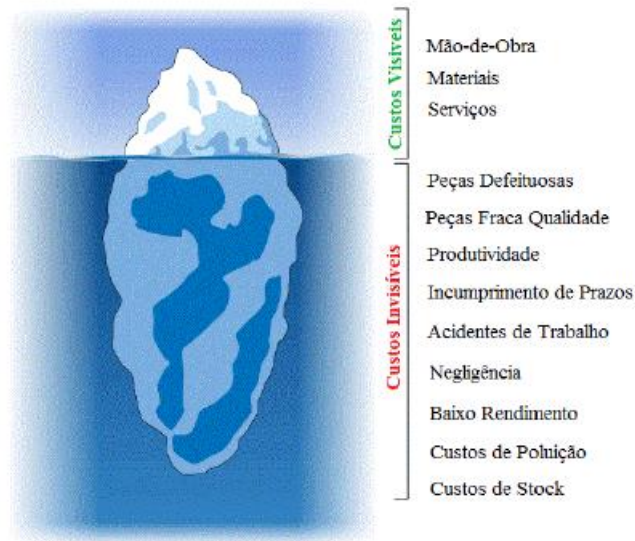 Custos Visíveis
Mão-de-Obra
Materiais
Serviços
Custos Invisíveis
Peças Defeituosas
Peças Fraca Qualidade
Produtividade
Incumprimento de Prazos
Acidentes de Trabalho
Negligência
Baixo Rendimento
Custos de Poluição
Custos de Stock